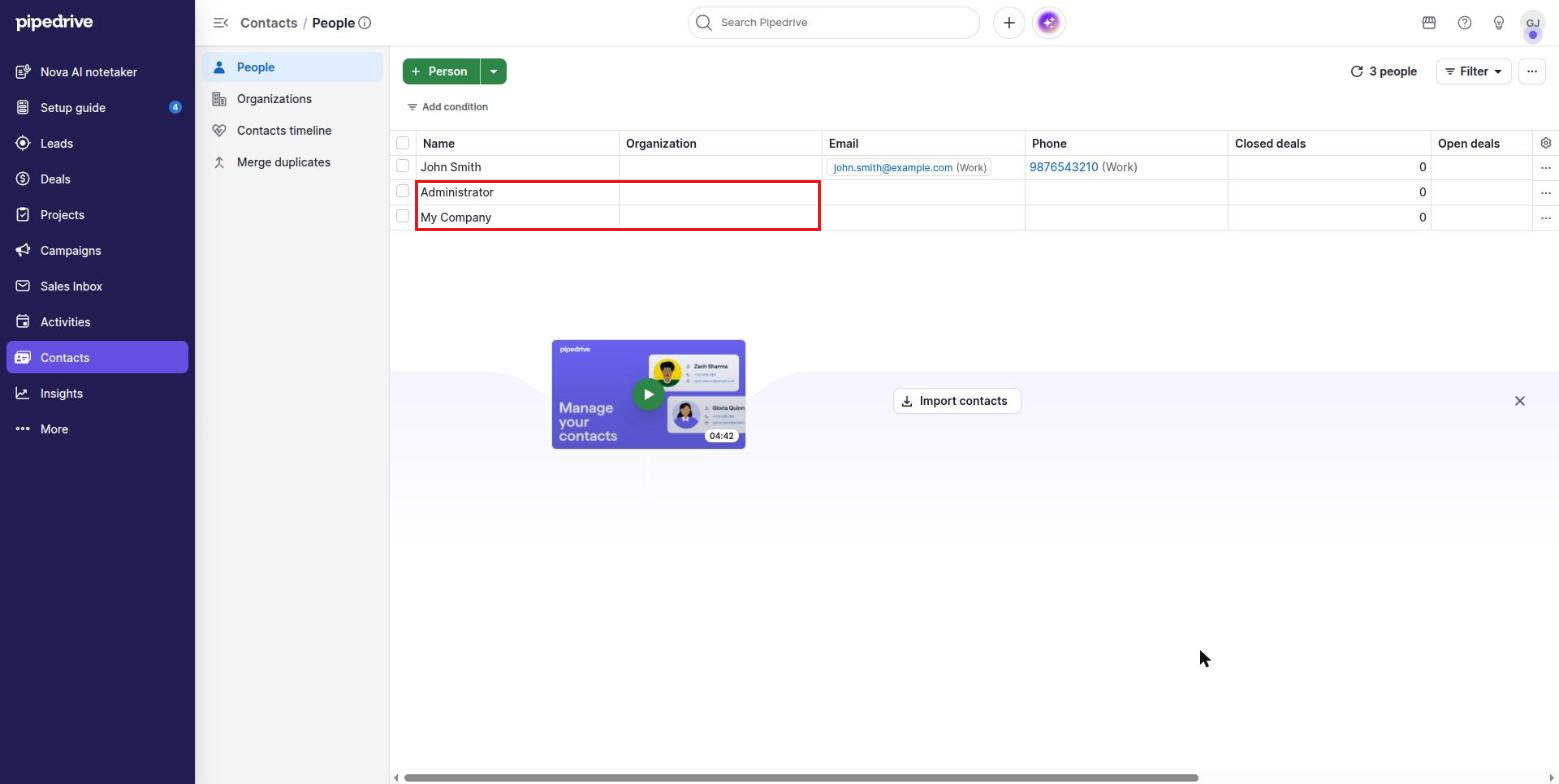 pipedrive
Contacts / People
Search Pipedrive
GJ
Nova AI notetaker
Setup guide 4
Leads
Deals
Projects
Campaigns
Sales Inbox
Activities
Contacts
Insights
More
People
Organizations
Contacts timeline
Merge duplicates
+ Person
3 people
Filter
Add condition
Name Organization Email Phone Closed deals Open deals
John Smith john.smith@example.com (Work) 9876543210 (Work) 0
Administrator 0
My Company 0
pipedrive
Zach Sharma
Gloria Quinn
Manage
your
contacts
04:42
Import contacts